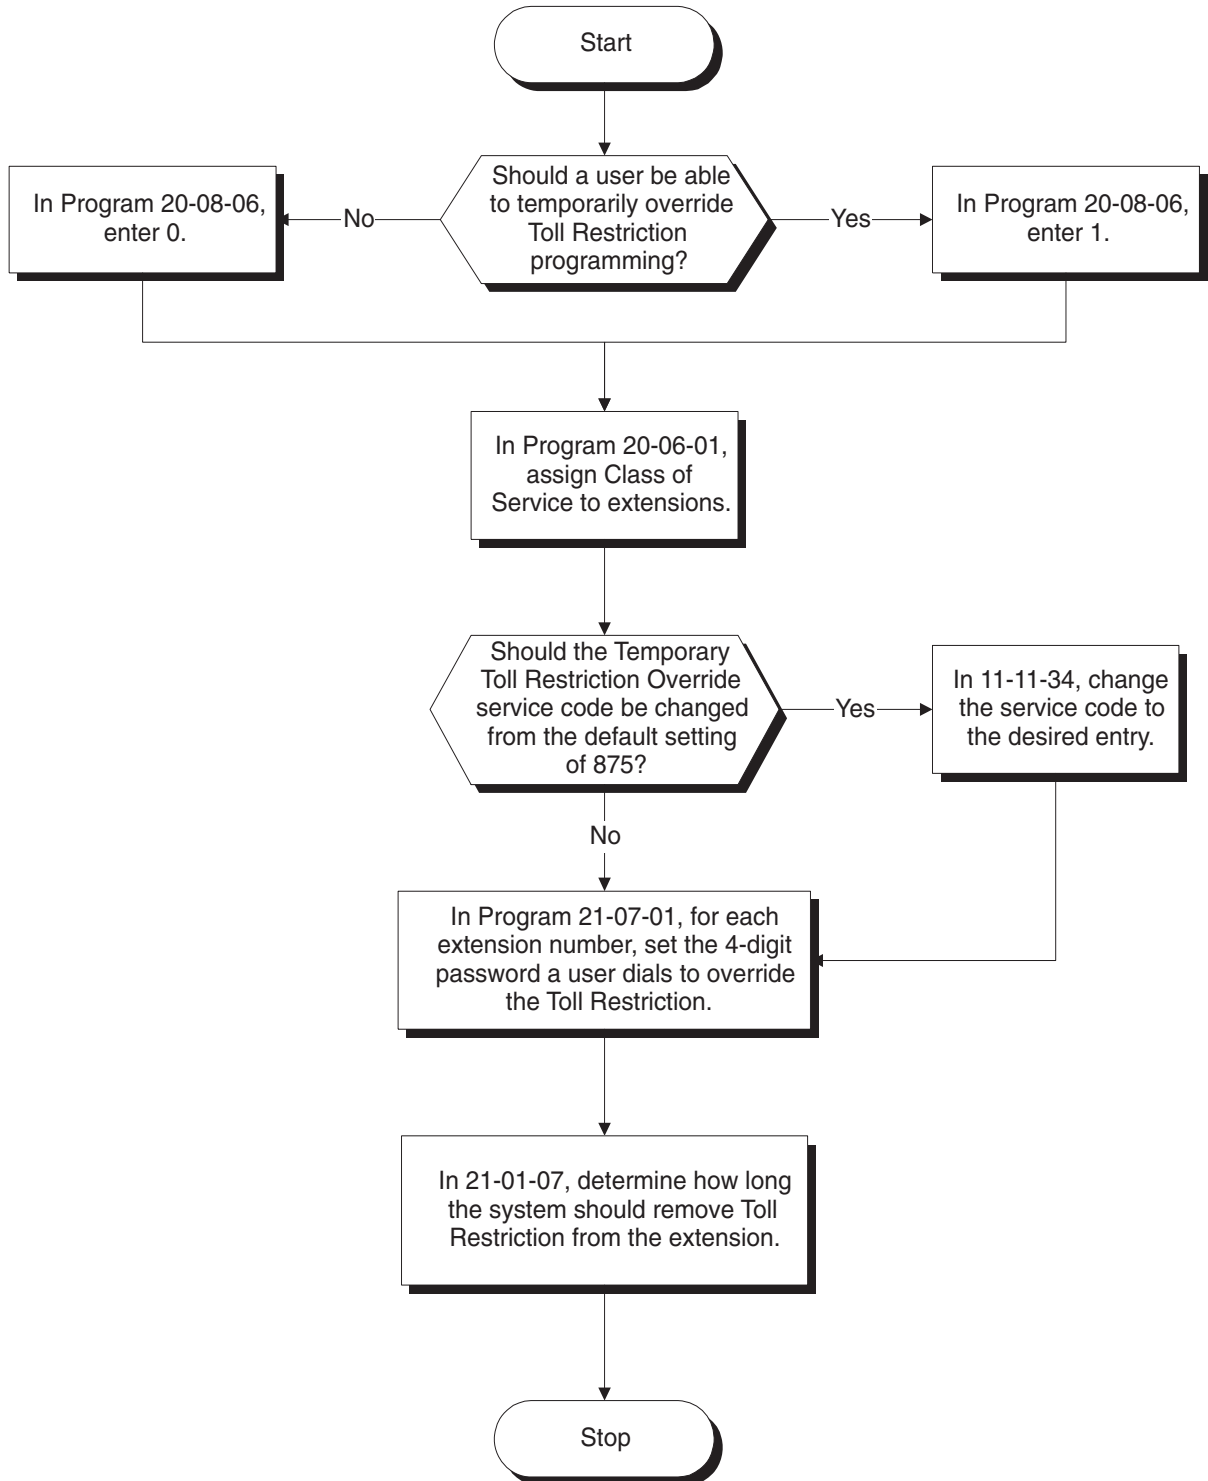 Start
Should a user be able
to temporarily override
Toll Restriction
programming?
No
In Program 20-08-06,
enter 0.
Yes
In Program 20-08-06,
enter 1.
In Program 20-06-01,
assign Class of
Service to extensions.
Should the Temporary
Toll Restriction Override
service code be changed
from the default setting
of 875?
Yes
In 11-11-34, change
the service code to
the desired entry.
No
In Program 21-07-01, for each
extension number, set the 4-digit
password a user dials to override
the Toll Restriction.
In 21-01-07, determine how long
the system should remove Toll
Restriction from the extension.
Stop